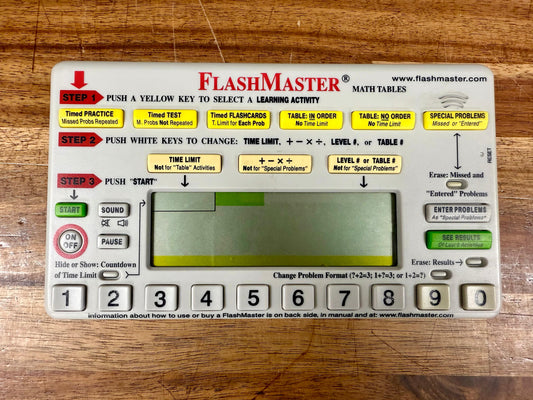 FLASHMASTER®
MATH TABLES
www.flashmaster.com
STEP 1 PUSH A YELLOW KEY TO SELECT A LEARNING ACTIVITY
Timed PRACTICE
Missed Probs Repeated
Timed TEST
M. Probs Not Repeated
Timed FLASHCARDS
T. Limit for Each Prob
TABLE: IN ORDER
No Time Limit
TABLE: NO ORDER
No Time Limit
SPECIAL PROBLEMS
Missed or "Entered"
STEP 2 PUSH WHITE KEYS TO CHANGE: TIME LIMIT, + − × ÷, LEVEL #, or TABLE #
RESET
TIME LIMIT
Not for "Table" Activities
+ − × ÷
Not for "Special Problems"
LEVEL # or TABLE #
Not for "Special Problems"
Erase: Missed and
"Entered" Problems
STEP 3 PUSH "START"
START
SOUND
ENTER PROBLEMS
As "Special Problems"
ON
OFF
PAUSE
SEE RESULTS
Of Last 5 Activities
Hide or Show: Countdown
of Time Limit
Erase: Results
Change Problem Format (?+2=3; 1+?=3; or 1+2=?)
1 2 3 4 5 6 7 8 9 0
information about how to use or buy a FlashMaster is on back side, in manual and at: www.flashmaster.com